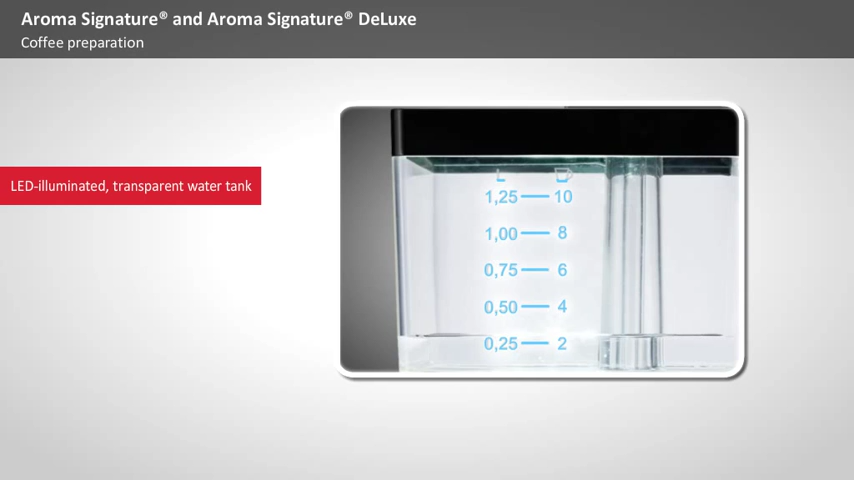 Aroma Signature® and Aroma Signature® DeLuxe
Coffee preparation
LED-illuminated, transparent water tank
L
1,25 10
1,00 8
0,75 6
0,50 4
0,25 2